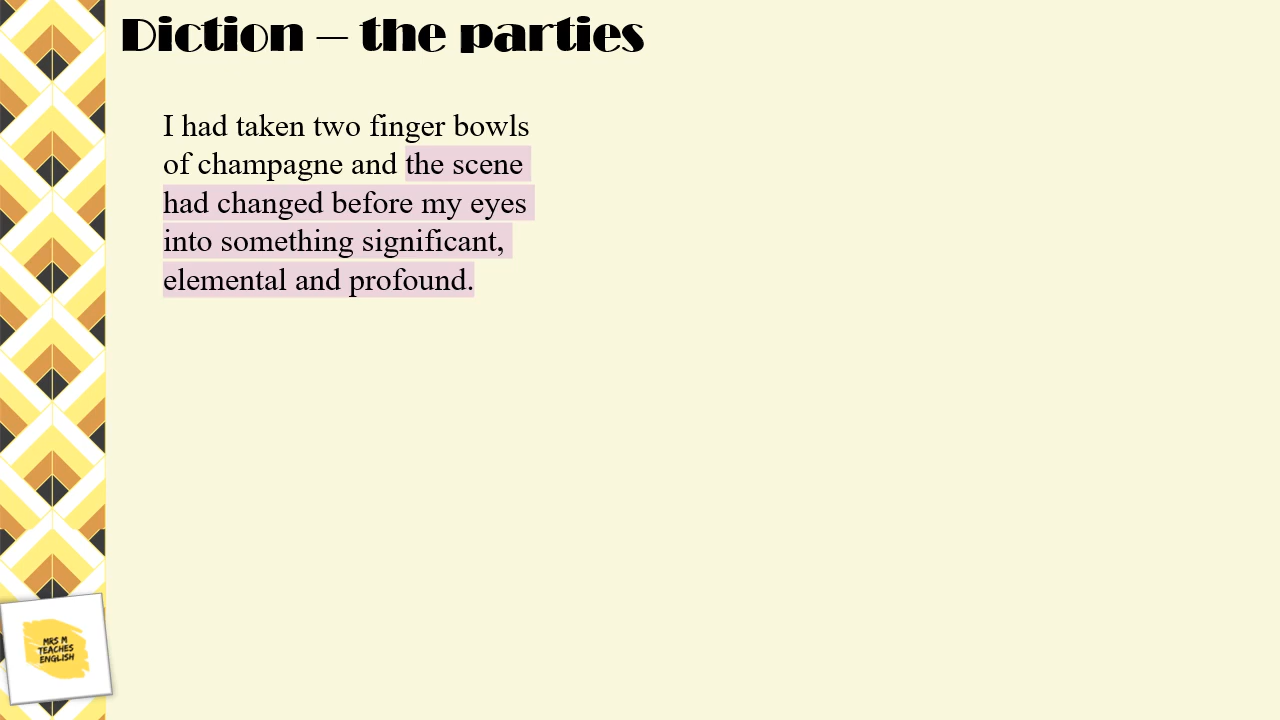 Diction – the parties
I had taken two finger bowls
of champagne and the scene
had changed before my eyes
into something significant,
elemental and profound.
MRS M
TEACHES
ENGLISH